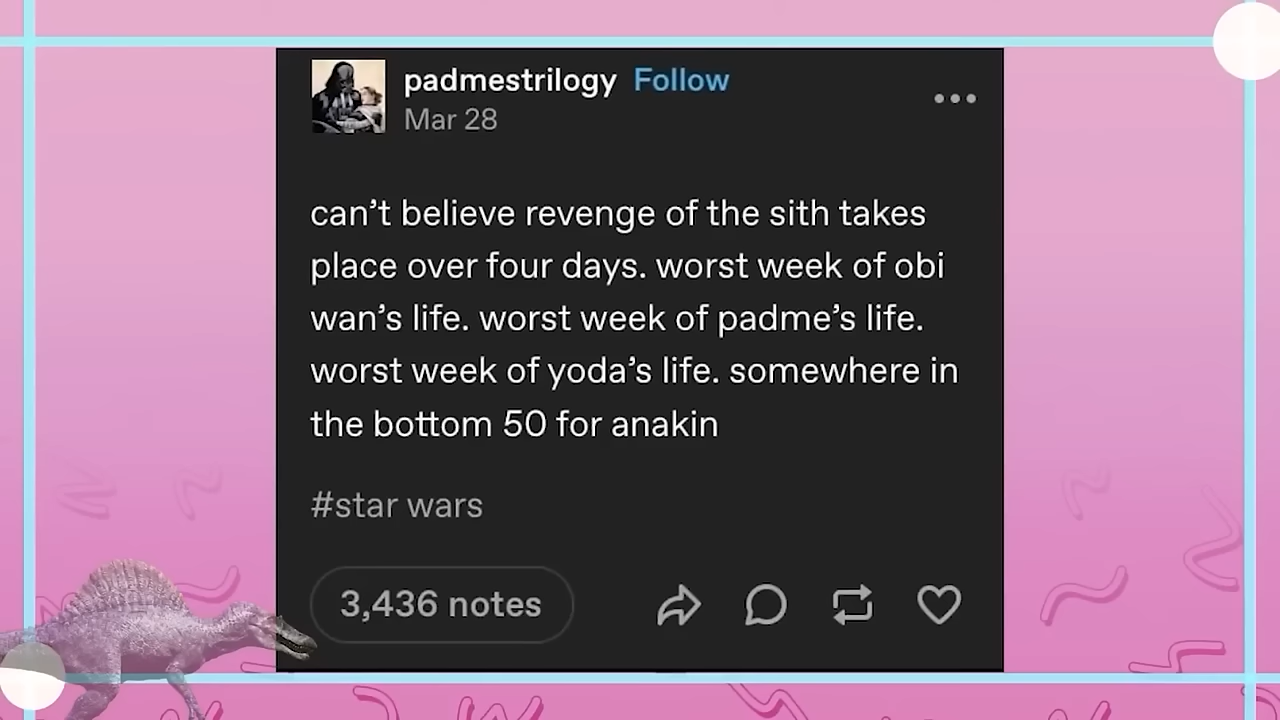 padmestrilogy Follow
Mar 28
can’t believe revenge of the sith takes
place over four days. worst week of obi
wan’s life. worst week of padme’s life.
worst week of yoda’s life. somewhere in
the bottom 50 for anakin
#star wars
3,436 notes